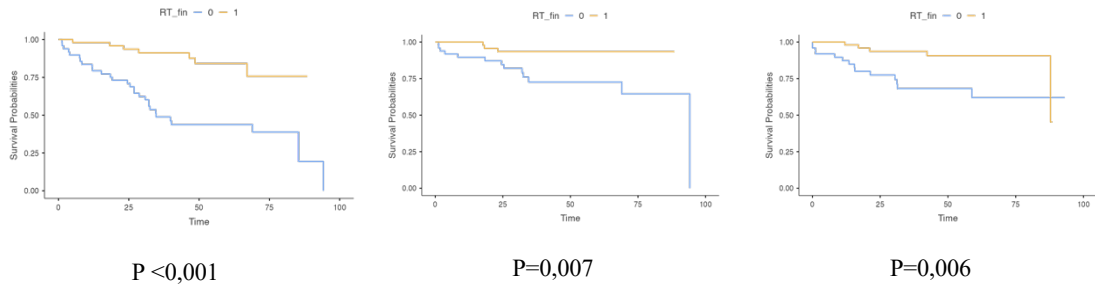 RT_fin 0 1
1.00
0.75
0.50
0.25
0.00
Survival Probabilities
0 25 50 75 100
Time
P <0,001
RT_fin 0 1
1.00
0.75
0.50
0.25
0.00
Survival Probabilities
0 25 50 75 100
Time
P=0,007
RT_fin 0 1
1.00
0.75
0.50
0.25
0.00
Survival Probabilities
0 25 50 75 100
Time
P=0,006